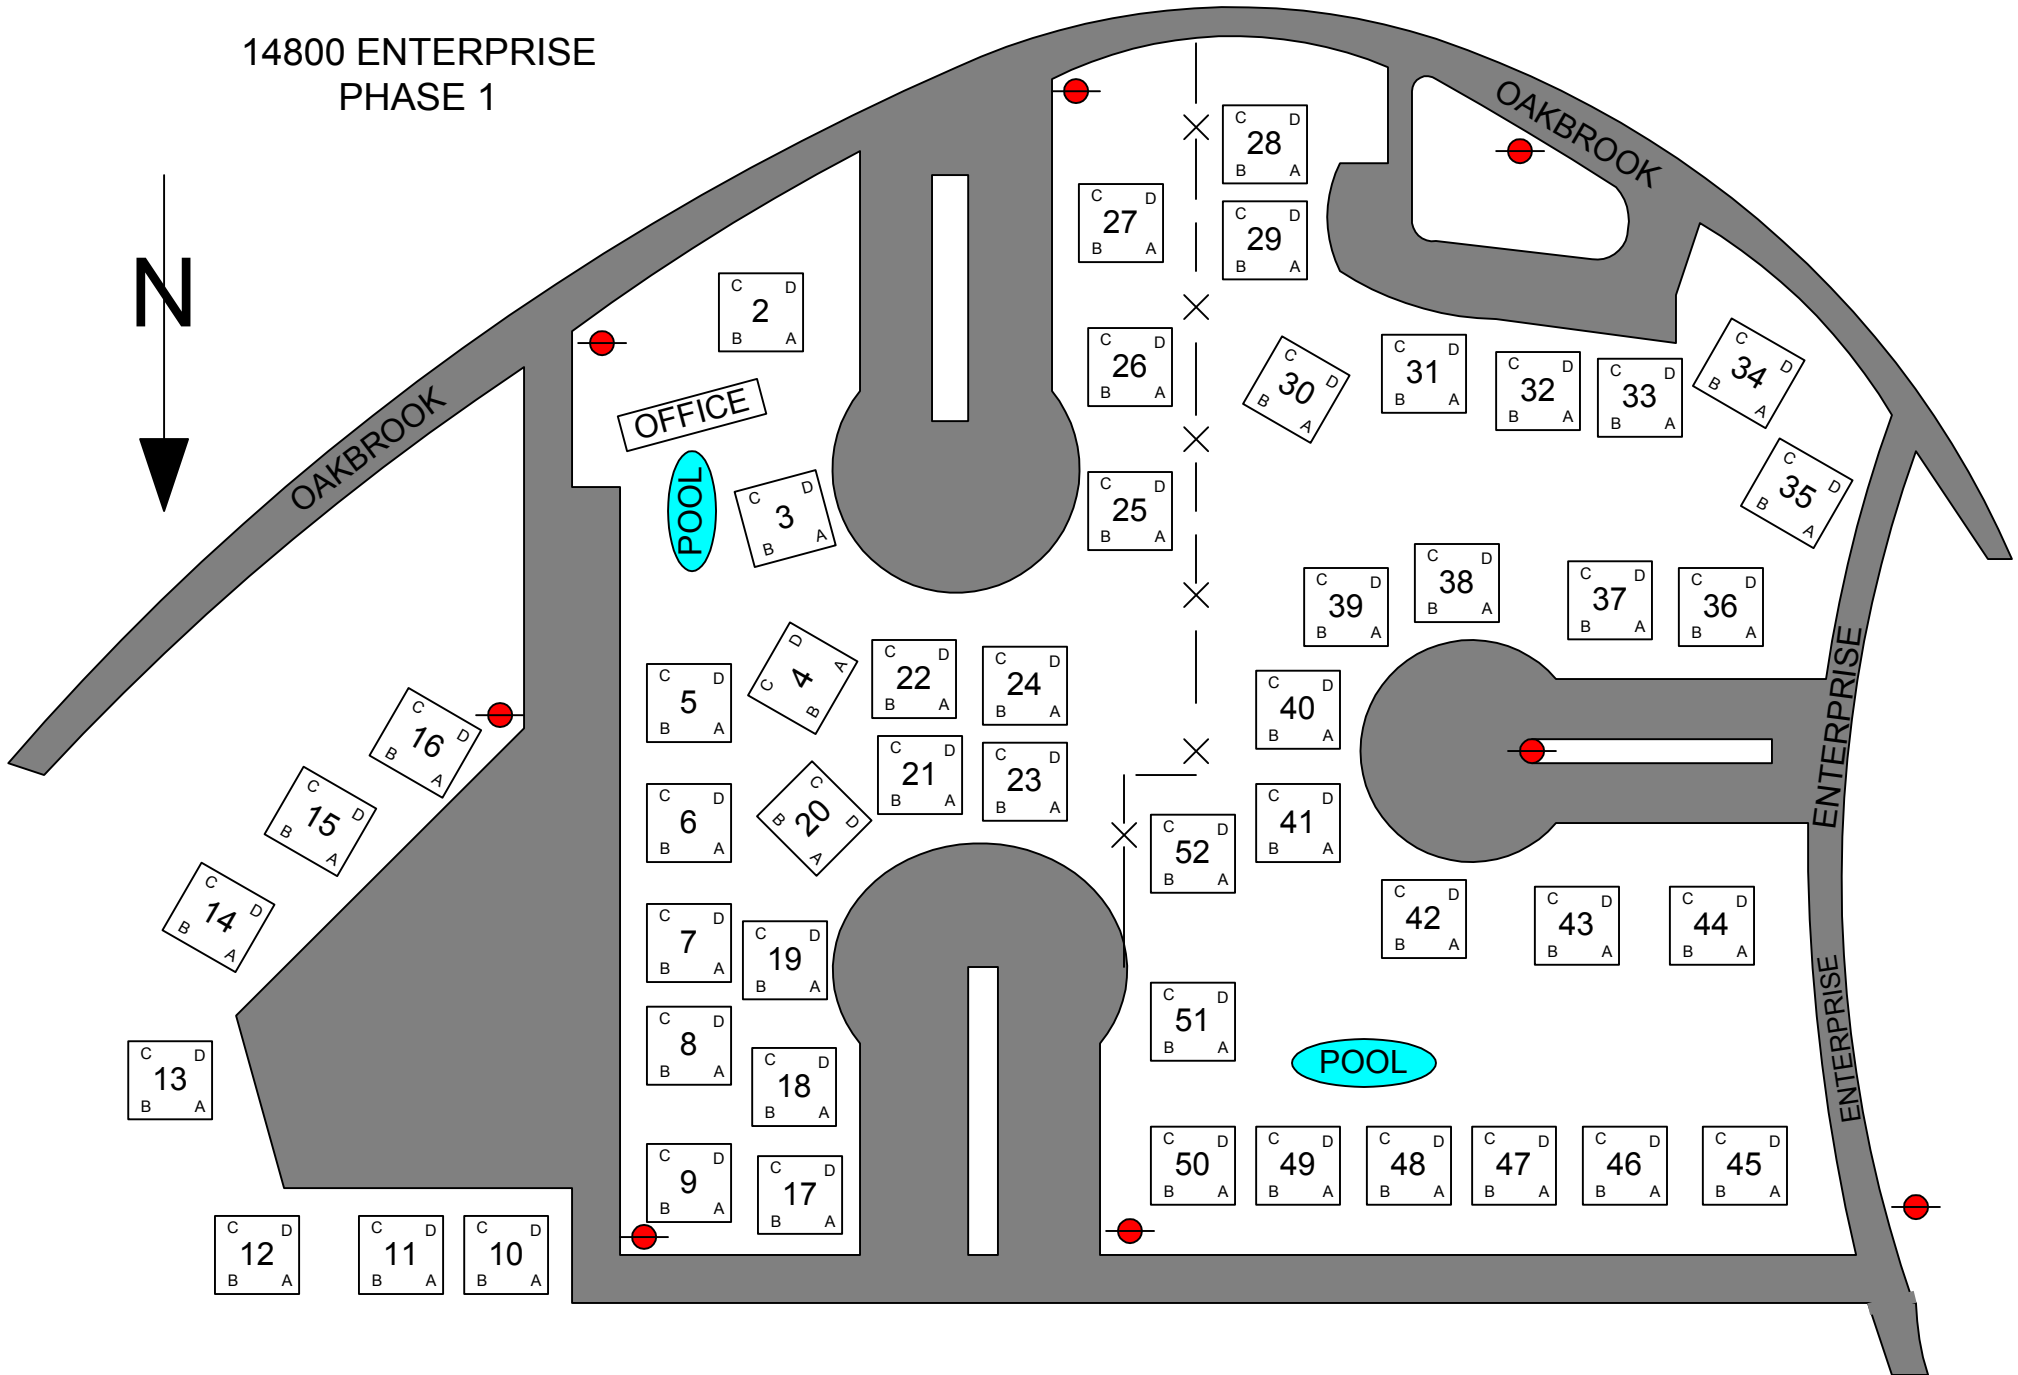 14800 ENTERPRISE
PHASE 1
N
OAKBROOK
OAKBROOK
ENTERPRISE
ENTERPRISE
OFFICE
POOL
POOL
C D
2
B A
C D
3
B A
C D
4
B A
C D
5
B A
C D
6
B A
C D
7
B A
C D
8
B A
C D
9
B A
C D
10
B A
C D
11
B A
C D
12
B A
C D
13
B A
C D
14
B A
C D
15
B A
C D
16
B A
C D
17
B A
C D
18
B A
C D
19
B A
C D
20
B A
C D
21
B A
C D
22
B A
C D
23
B A
C D
24
B A
C D
25
B A
C D
26
B A
C D
27
B A
C D
28
B A
C D
29
B A
C D
30
B A
C D
31
B A
C D
32
B A
C D
33
B A
C D
34
B A
C D
35
B A
C D
36
B A
C D
37
B A
C D
38
B A
C D
39
B A
C D
40
B A
C D
41
B A
C D
42
B A
C D
43
B A
C D
44
B A
C D
45
B A
C D
46
B A
C D
47
B A
C D
48
B A
C D
49
B A
C D
50
B A
C D
51
B A
C D
52
B A